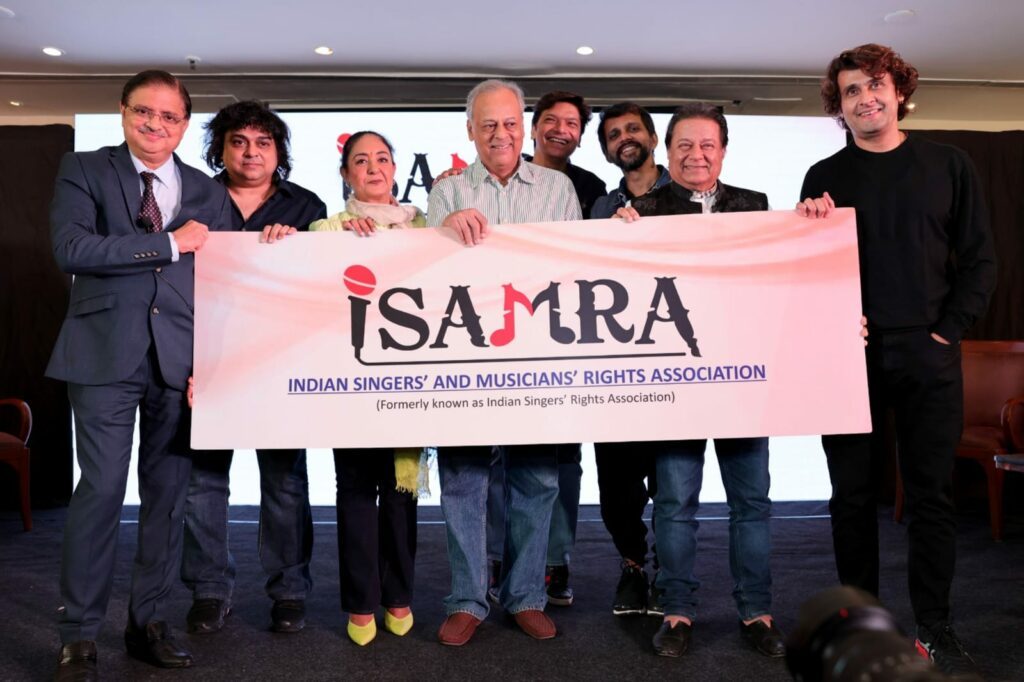 iSAMRA
INDIAN SINGERS' AND MUSICIANS' RIGHTS ASSOCIATION
(Formerly known as Indian Singers' Rights Association)